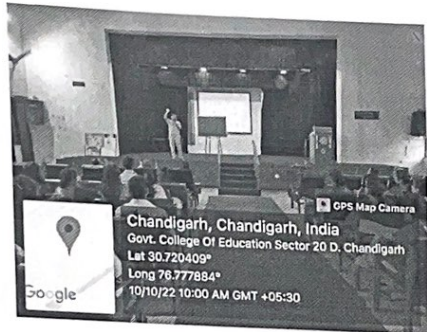 GPS Map Camera
Chandigarh, Chandigarh, India
Govt. College Of Education Sector 20 D. Chandigarh
Lat 30.720409°
Long 76.777884°
10/10/22 10:00 AM GMT +05:30
Google